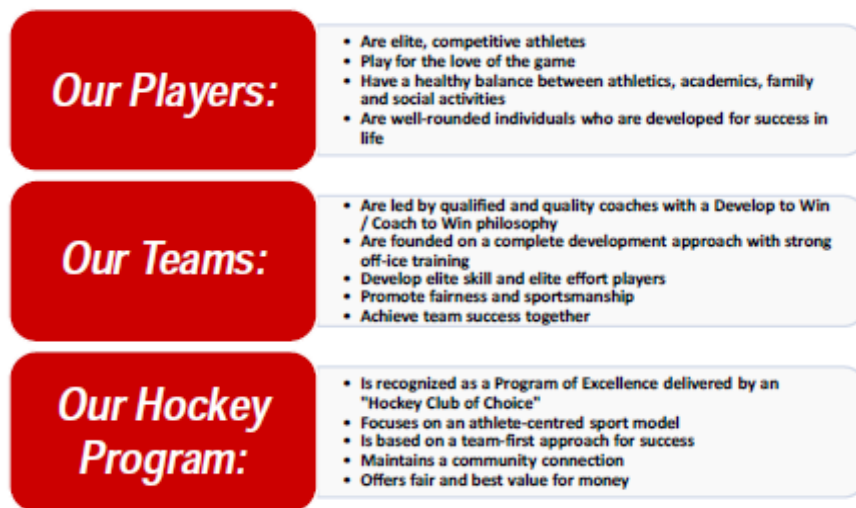 Our Players:
• Are elite, competitive athletes
• Play for the love of the game
• Have a healthy balance between athletics, academics, family
and social activities
• Are well-rounded individuals who are developed for success in
life
Our Teams:
• Are led by qualified and quality coaches with a Develop to Win
/ Coach to Win philosophy
• Are founded on a complete development approach with strong
off-ice training
• Develop elite skill and elite effort players
• Promote fairness and sportsmanship
• Achieve team success together
Our Hockey
Program:
• Is recognized as a Program of Excellence delivered by an
"Hockey Club of Choice"
• Focuses on an athlete-centred sport model
• Is based on a team-first approach for success
• Maintains a community connection
• Offers fair and best value for money